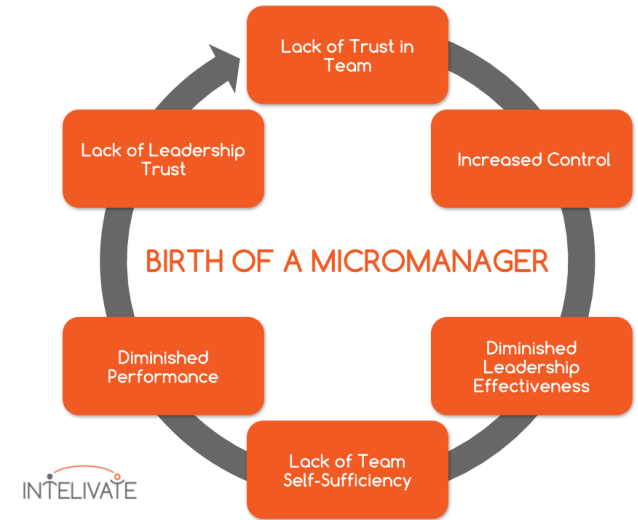 Lack of Trust in
Team
Increased Control
Diminished
Leadership
Effectiveness
Lack of Team
Self-Sufficiency
Diminished
Performance
Lack of Leadership
Trust
BIRTH OF A MICROMANAGER
INTELIVATE